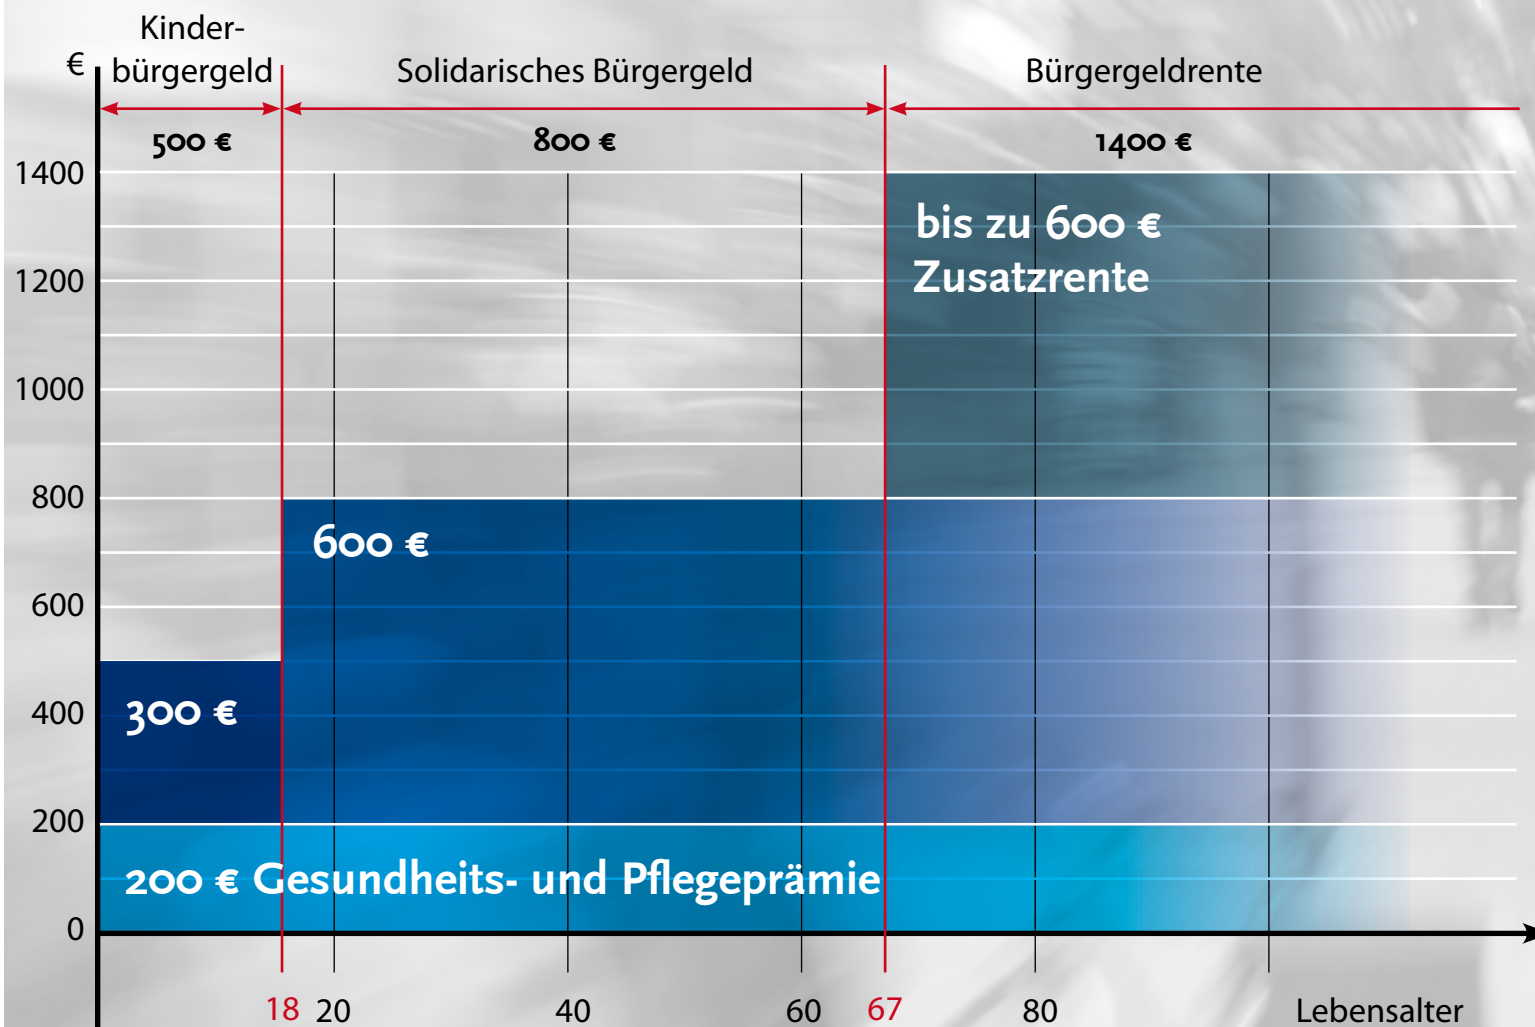 Kinder-
€ bürgergeld Solidarisches Bürgergeld Bürgergeldrente
500 € 800 € 1400 €
1400
bis zu 600 €
1200 Zusatzrente
1000
800
600 €
600
400 300 €
200
200 € Gesundheits- und Pflegeprämie
0
18 20 40 60 67 80 Lebensalter